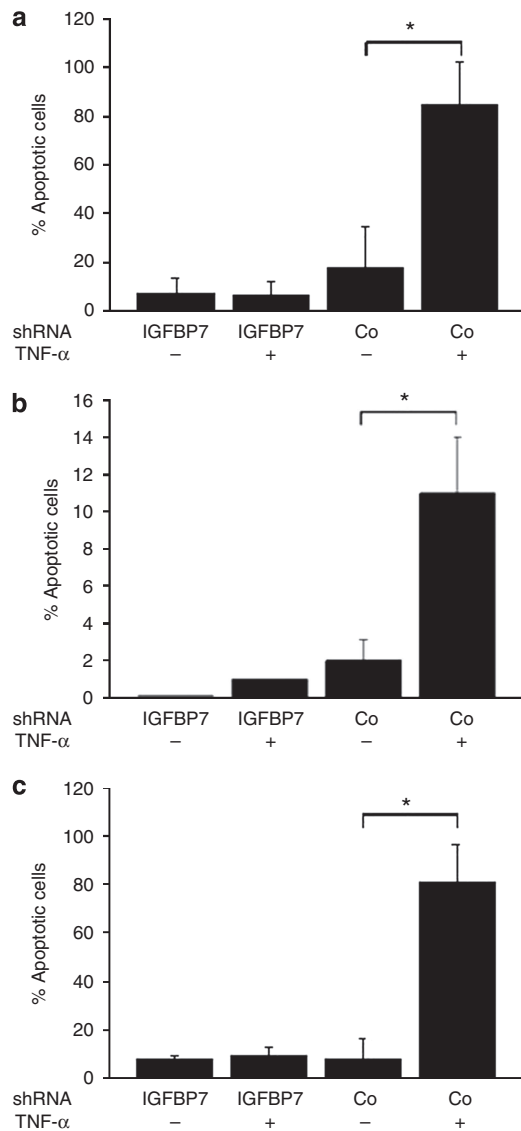 a
120
100
80
60
40
20
0
% Apoptotic cells
*
shRNA IGFBP7 IGFBP7 Co Co
TNF-α – + – +
b
16
14
12
10
8
6
4
2
0
% Apoptotic cells
*
shRNA IGFBP7 IGFBP7 Co Co
TNF-α – + – +
c
120
100
80
60
40
20
0
% Apoptotic cells
*
shRNA IGFBP7 IGFBP7 Co Co
TNF-α – + – +